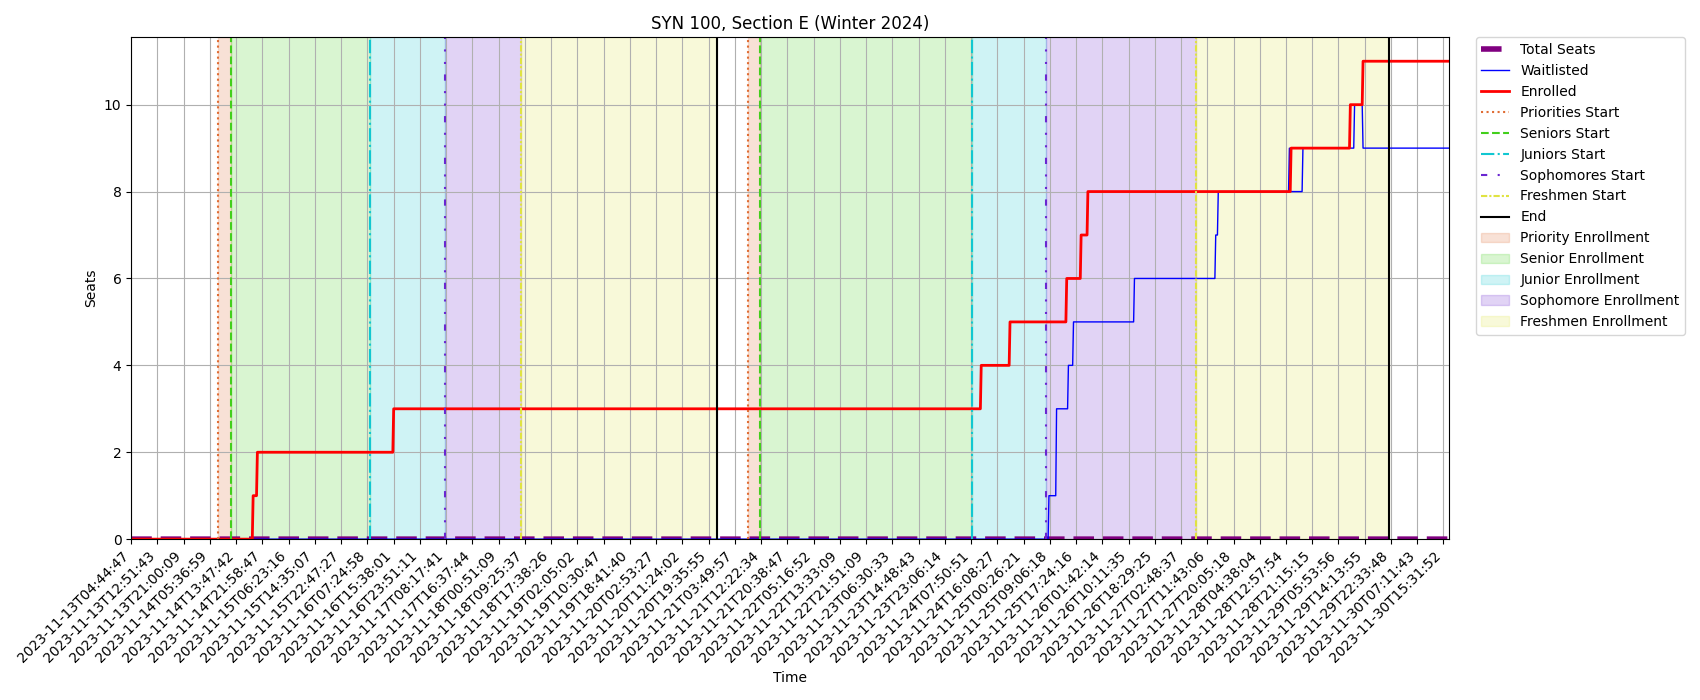 SYN 100, Section E (Winter 2024)
Seats
10
8
6
4
2
0
2023-11-13T04:44:47
2023-11-13T12:51:43
2023-11-13T21:00:09
2023-11-14T05:36:59
2023-11-14T13:47:42
2023-11-14T21:58:47
2023-11-15T06:23:16
2023-11-15T14:35:07
2023-11-15T22:47:27
2023-11-16T07:24:58
2023-11-16T15:38:01
2023-11-16T23:51:11
2023-11-17T08:17:41
2023-11-17T16:37:44
2023-11-18T00:51:09
2023-11-18T09:25:37
2023-11-18T17:38:26
2023-11-19T02:05:02
2023-11-19T10:30:47
2023-11-19T18:41:40
2023-11-20T02:53:27
2023-11-20T11:24:02
2023-11-20T19:35:55
2023-11-21T03:49:57
2023-11-21T12:22:34
2023-11-21T20:38:47
2023-11-22T05:16:52
2023-11-22T13:33:09
2023-11-22T21:51:09
2023-11-23T06:30:33
2023-11-23T14:48:43
2023-11-23T23:06:14
2023-11-24T07:50:51
2023-11-24T16:08:27
2023-11-25T00:26:21
2023-11-25T09:06:18
2023-11-25T17:24:16
2023-11-26T01:42:14
2023-11-26T10:11:35
2023-11-26T18:29:25
2023-11-27T02:48:37
2023-11-27T11:43:06
2023-11-27T20:05:18
2023-11-28T04:38:04
2023-11-28T12:57:54
2023-11-28T21:15:15
2023-11-29T05:53:56
2023-11-29T14:13:55
2023-11-29T22:33:48
2023-11-30T07:11:43
2023-11-30T15:31:52
Time
Total Seats
Waitlisted
Enrolled
Priorities Start
Seniors Start
Juniors Start
Sophomores Start
Freshmen Start
End
Priority Enrollment
Senior Enrollment
Junior Enrollment
Sophomore Enrollment
Freshmen Enrollment